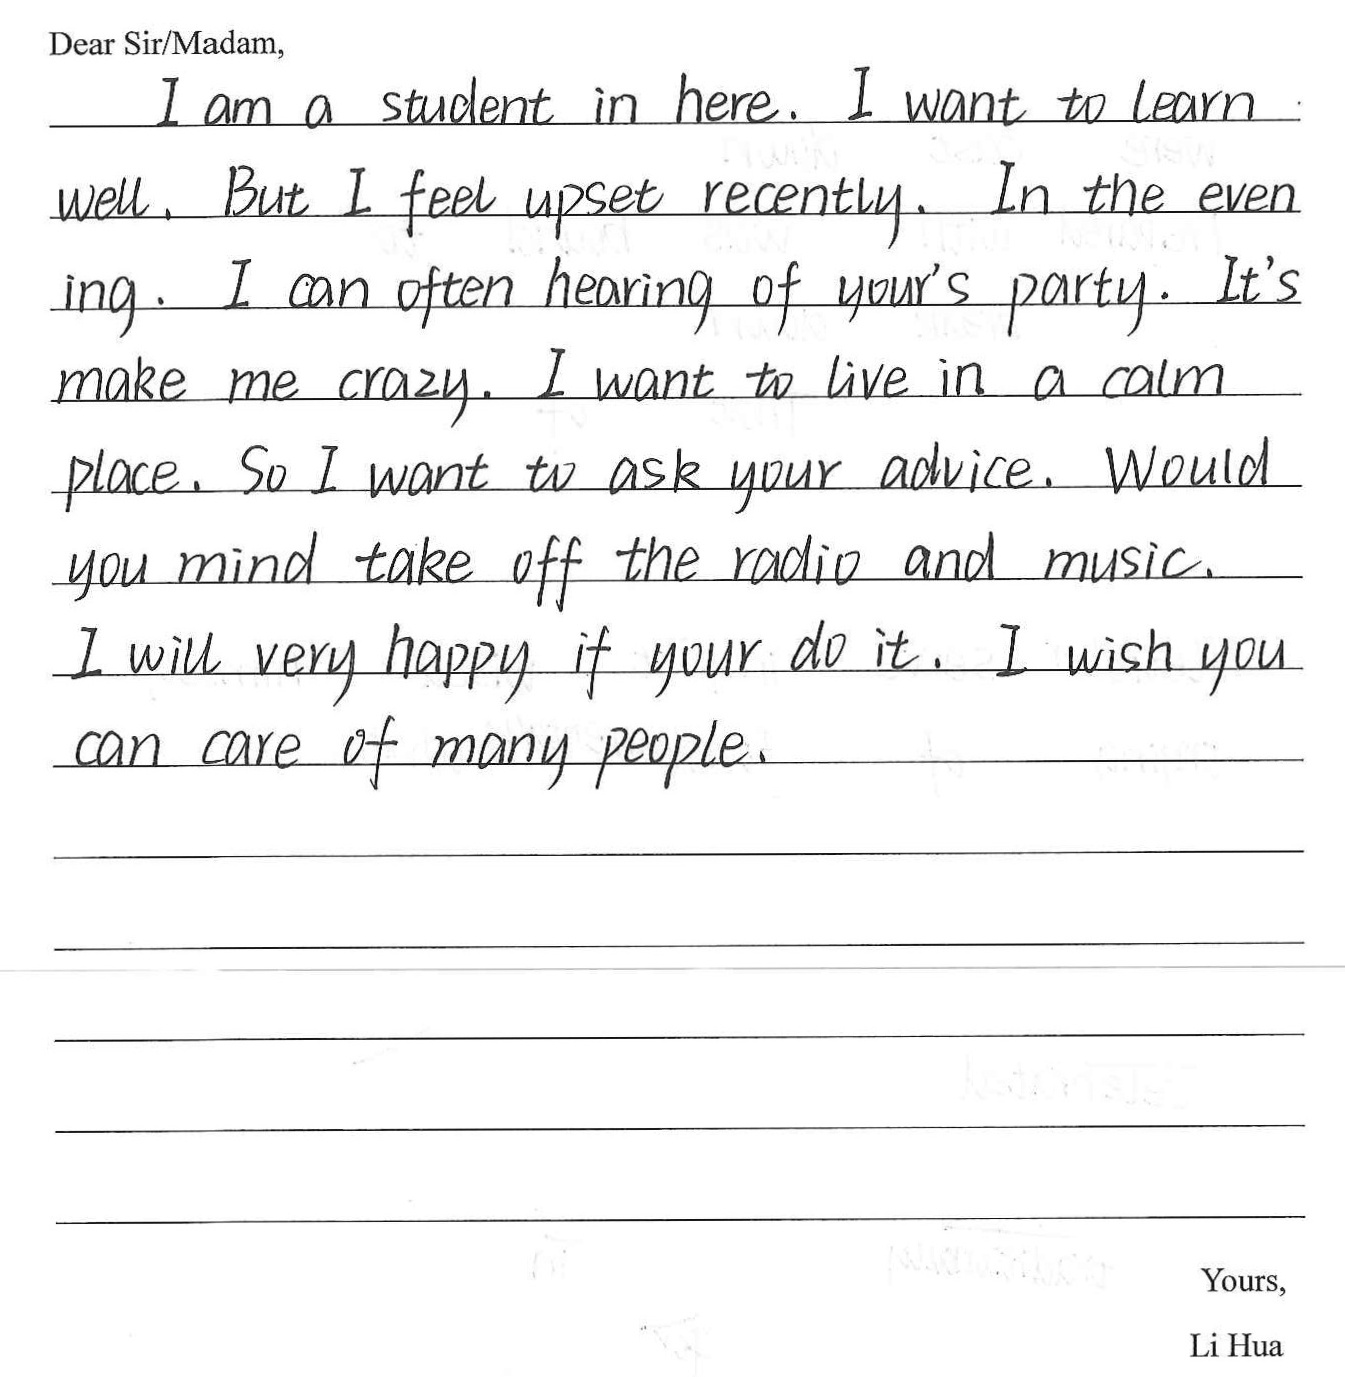 Dear Sir/Madam,
I am a student in here. I want to learn
well. But I feel upset recently. In the even
ing. I can often hearing of your's party. It's
make me crazy. I want to live in a calm
place. So I want to ask your advice. Would
you mind take off the radio and music.
I will very happy if your do it. I wish you
can care of many people.
Yours,
Li Hua